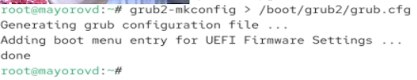 root@mayorovd:~# grub2-mkconfig > /boot/grub2/grub.cfg
Generating grub configuration file ...
Adding boot menu entry for UEFI Firmware Settings ...
done
root@mayorovd:~#